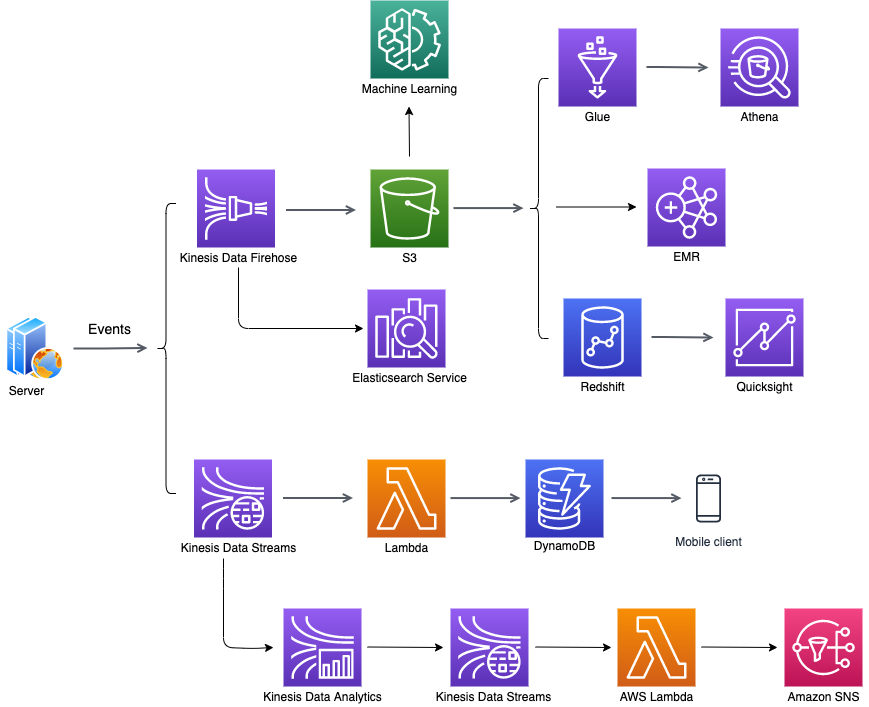 Machine Learning
Glue
Athena
Kinesis Data Firehose
S3
EMR
Events
Server
Elasticsearch Service
Redshift
Quicksight
Kinesis Data Streams
Lambda
DynamoDB
Mobile client
Kinesis Data Analytics
Kinesis Data Streams
AWS Lambda
Amazon SNS